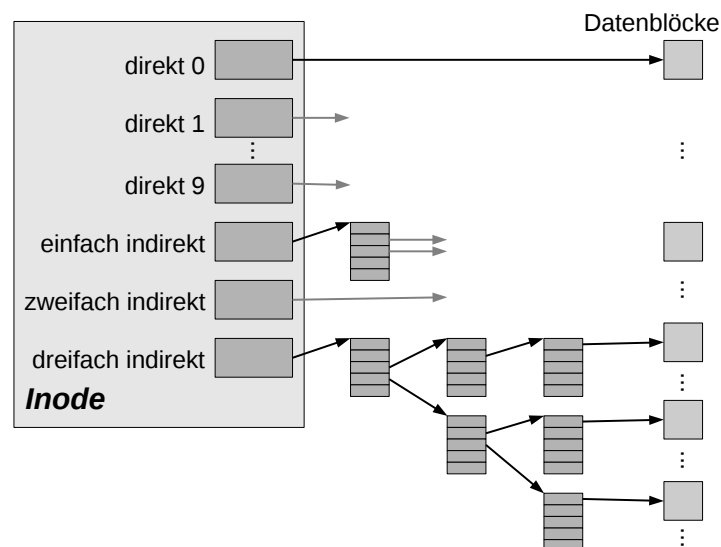 Datenblöcke
direkt 0
direkt 1
direkt 9
einfach indirekt
zweifach indirekt
dreifach indirekt
Inode